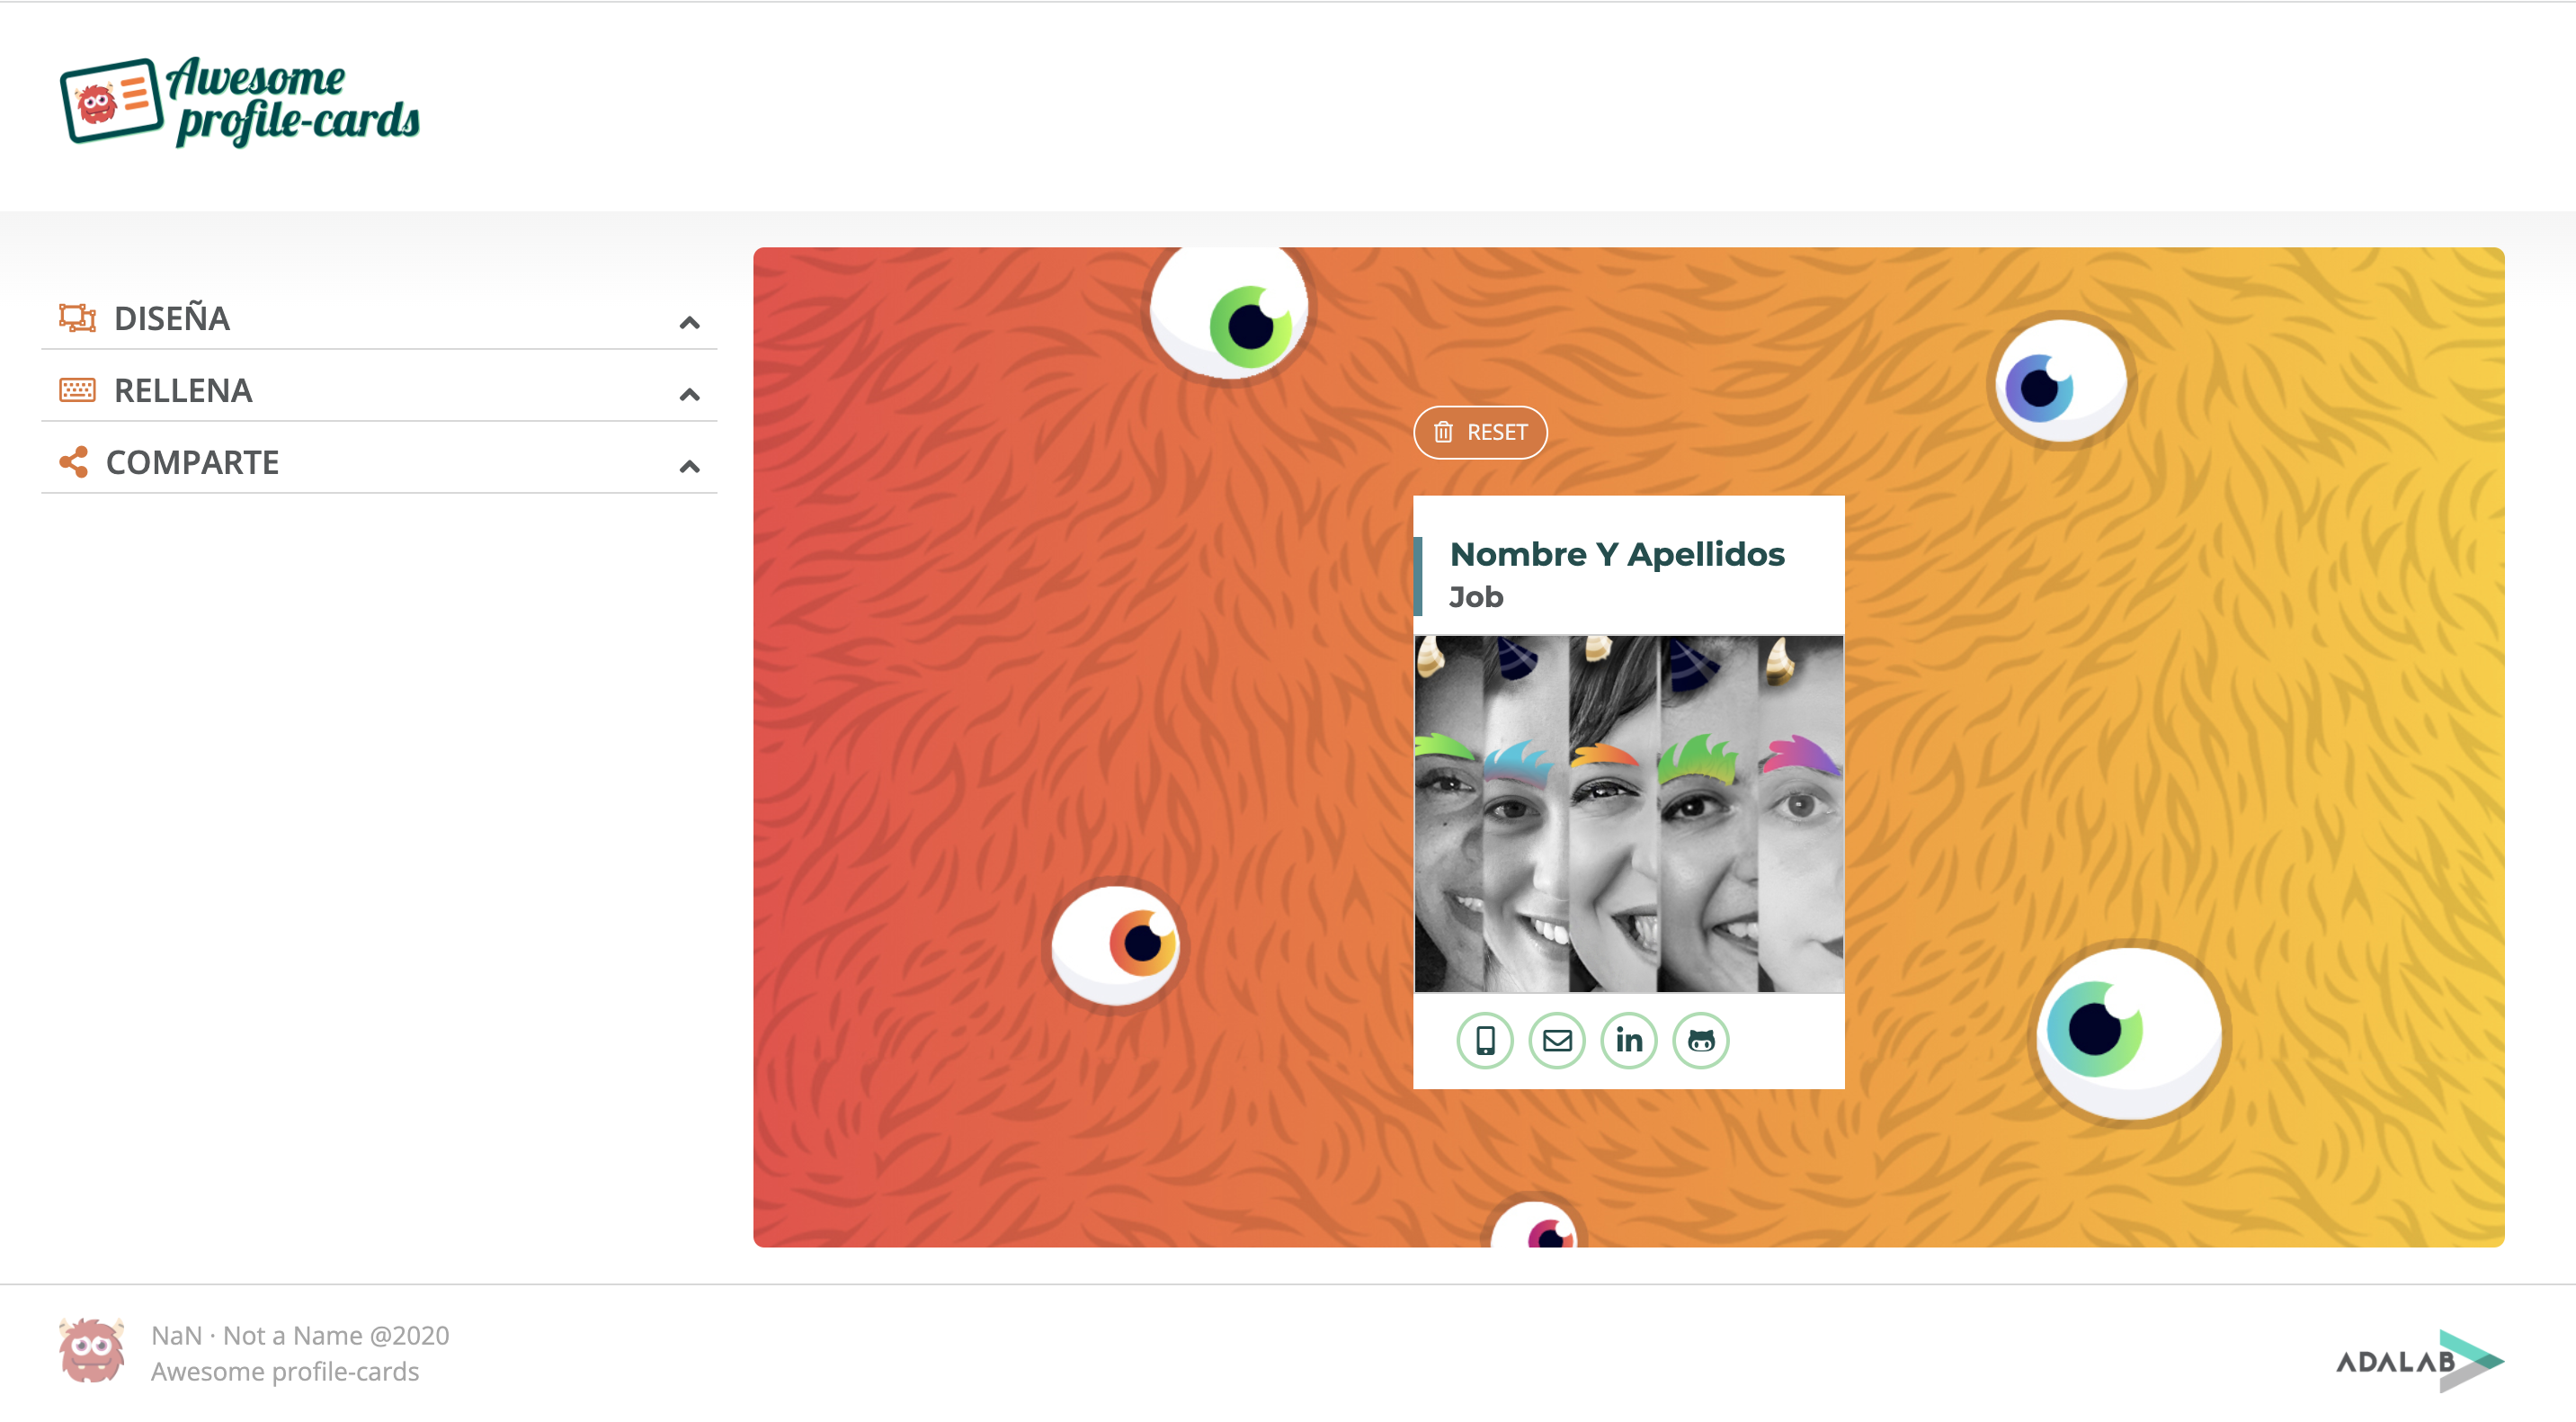 Awesome
profile-cards
DISEÑA
RELLENA
COMPARTE
RESET
Nombre Y Apellidos
Job
in
NaN · Not a Name @2020
Awesome profile-cards
ADALAB